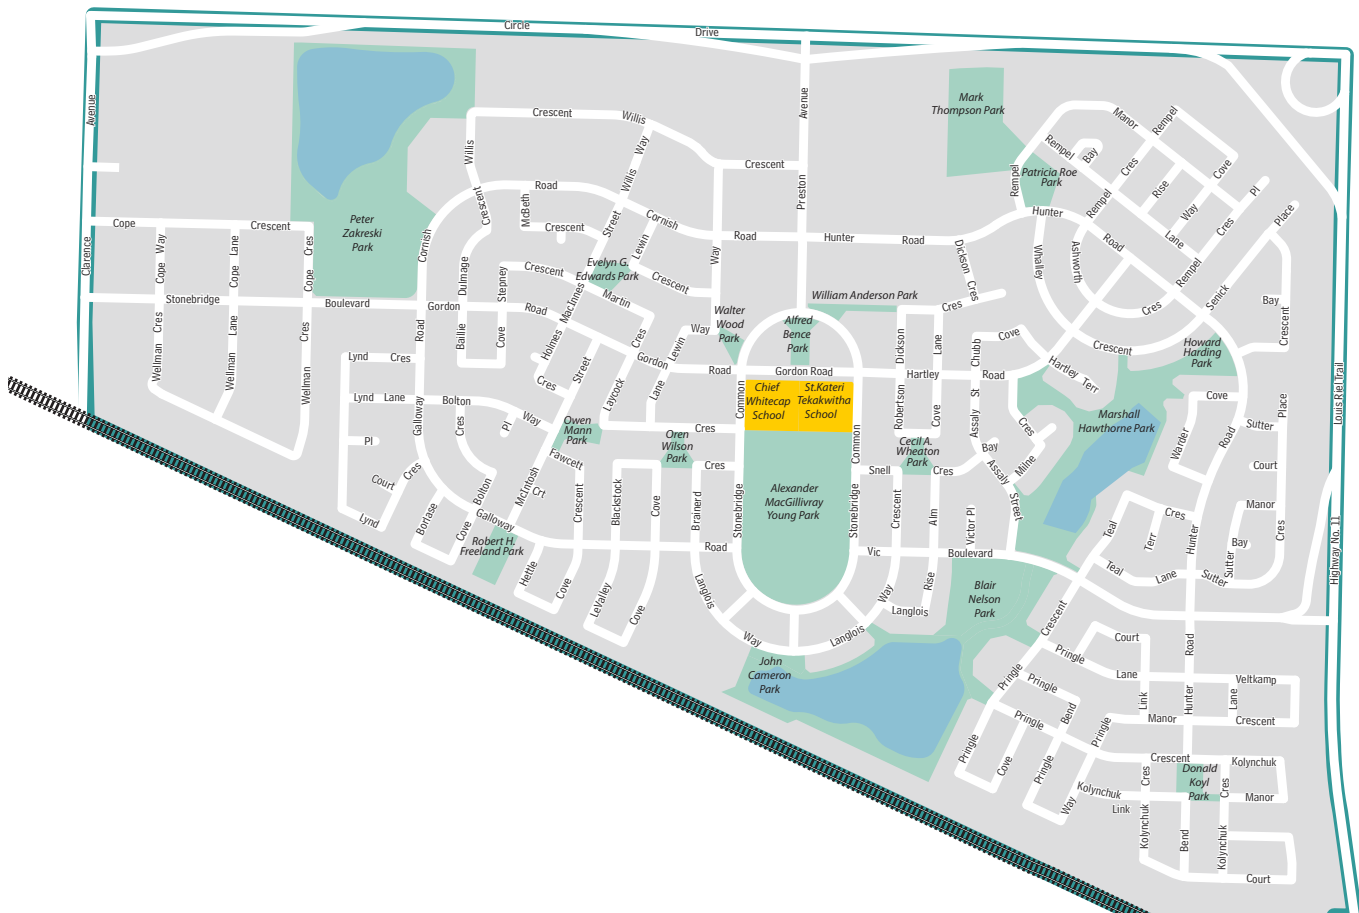 Circle
Drive
Avenue
Avenue
Crescent
Willis
Willis
Way
Willis
Crescent
Preston
Mark
Thompson Park
Manor
Rempel
Rempel
Bay
Cres
Cove
Patricia Roe
Park
Rempel
Rempel
Rise
Way
Pl
Cres
Place
Lane
Rempel
Willis
Crescent
Road
McBeth
Crescent
Street
Lewin
Cornish
Road
Hunter
Road
Hunter
Road
Way
Cope
Crescent
Way
Cope
Lane
Cope
Cres
Cope
Clarence
Peter
Zakreski
Park
Cornish
Dulmage
Stepney
Crescent
Evelyn G.
Edwards Park
Crescent
Martin
MacInnes
Dickson
Cres
Whalley
Ashworth
Cres
Senick
Bay
Crescent
Stonebridge
Boulevard
Gordon
Road
Road
Bailie
Cove
Holmes
Cres
Street
Cres
Gordon
Road
Lewin
Way
Lane
Laycock
Walter
Wood
Park
William Anderson Park
Alfred
Bence
Park
Gordon Road
Cres
Dickson
Lane
Chubb
Cove
Crescent
Howard
Harding
Park
Hartley
Road
Hartley
Terr
Wellman
Cres
Wellman
Lane
Wellman
Cres
Lynd
Cres
Lynd
Lane
Pl
Court
Cres
Lynd
Galloway
Bolton
Way
Cres
Pl
Bolton
Common
Chief
Whitecap
School
St.Kateri
Tekakwitha
School
Common
Robertson
Cove
Assaly
St
Cres
Milne
Bay
Assaly
Street
Marshall
Hawthorne Park
Cove
Sutter
Place
Road
Warder
Court
Manor
Cres
Louis Riel Trail
Highway No. 11
Owen
Mann
Park
Fawcett
Crt
Crescent
Cres
Oren
Wilson
Park
Cres
McIntosh
Galloway
Borlase
Cove
Robert H.
Freeland Park
Blackstock
Cove
Brainerd
Stonebridge
Alexander
MacGillivray
Young Park
Stonebridge
Snell
Crescent
Cecil A.
Wheaton
Park
Cres
Alm
Victor Pl
Teal
Cres
Terr
Hunter
Bay
Sutter
Sutter
Lane
Teal
Road
Vic
Boulevard
Hettle
Cove
LeValley
Cove
Langlois
Way
Langlois
Way
Langlois
Rise
Blair
Nelson
Park
Crescent
Pringle
Court
Lane
Road
John
Cameron
Park
Pringle
Pringle
Bend
Pringle
Link
Hunter
Lane
Veltkamp
Manor
Crescent
Pringle
Pringle
Cove
Pringle
Way
Crescent
Kolynchuk
Cres
Donald
Koyl
Park
Cres
Kolynchuk
Link
Manor
Kolynchuk
Bend
Kolynchuk
Court